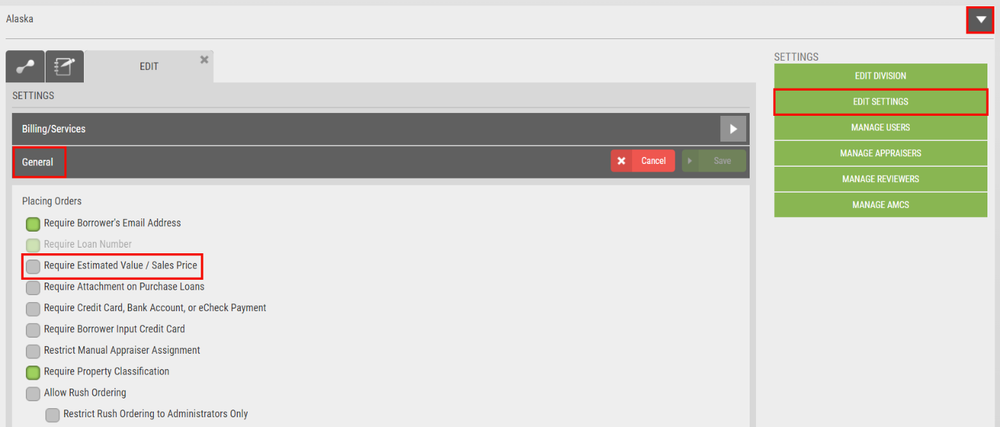 Alaska
EDIT
SETTINGS
Billing/Services
General
Cancel
Save
Placing Orders
Require Borrower's Email Address
Require Loan Number
Require Estimated Value / Sales Price
Require Attachment on Purchase Loans
Require Credit Card, Bank Account, or eCheck Payment
Require Borrower Input Credit Card
Restrict Manual Appraiser Assignment
Require Property Classification
Allow Rush Ordering
Restrict Rush Ordering to Administrators Only
SETTINGS
EDIT DIVISION
EDIT SETTINGS
MANAGE USERS
MANAGE APPRAISERS
MANAGE REVIEWERS
MANAGE AMCS